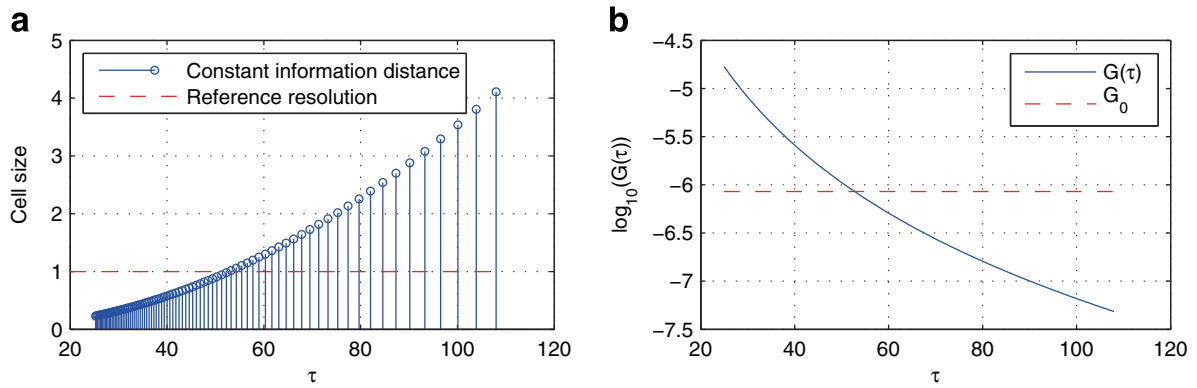 a
5
4
3
2
1
0
Cell size
Constant information distance
Reference resolution
20 40 60 80 100 120
τ
b
−4.5
−5
−5.5
−6
−6.5
−7
−7.5
log10(G(τ))
G(τ)
G0
20 40 60 80 100 120
τ